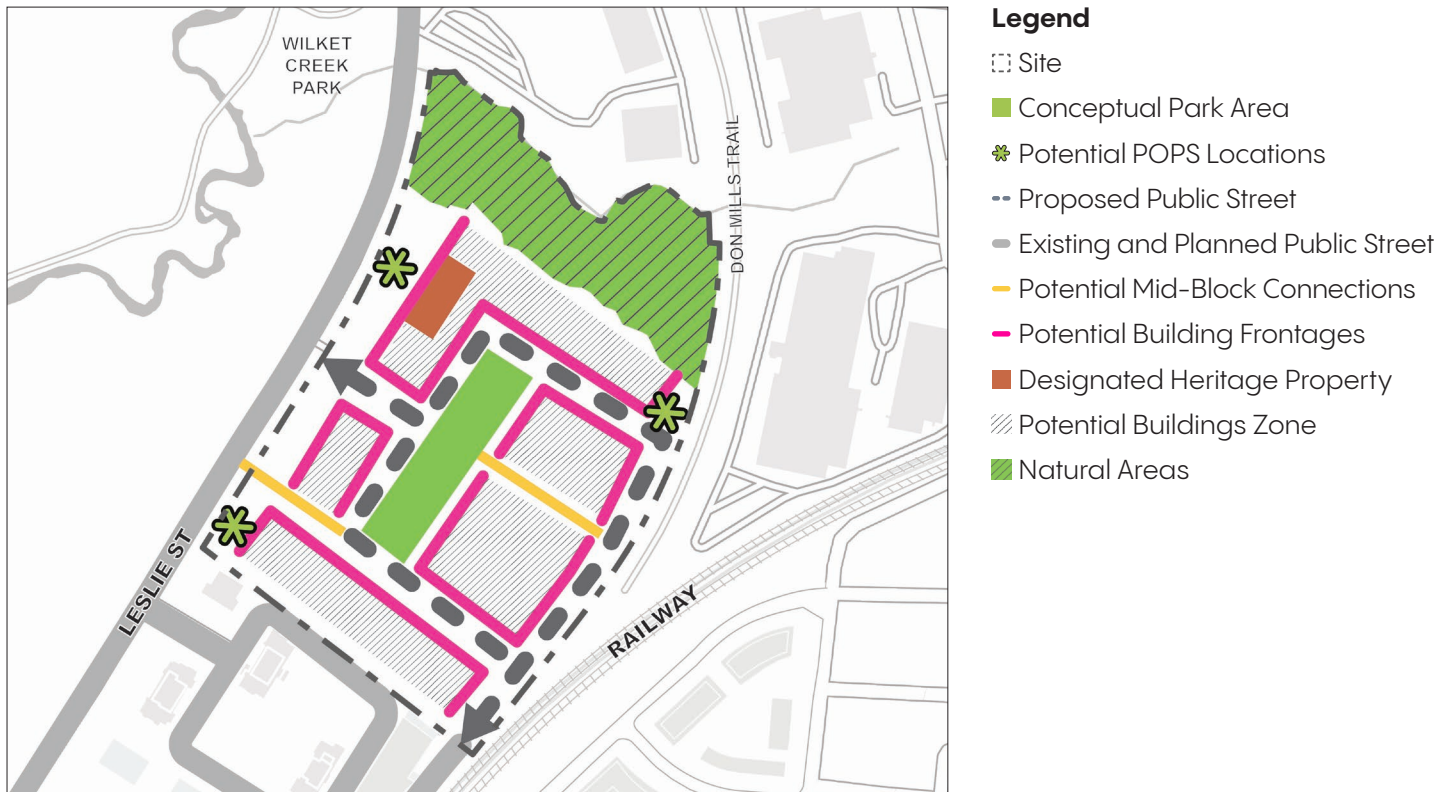 WILKET
CREEK
PARK
DON MILLS TRAIL
LESLIE ST
RAILWAY
Legend
Site
Conceptual Park Area
Potential POPS Locations
Proposed Public Street
Existing and Planned Public Street
Potential Mid-Block Connections
Potential Building Frontages
Designated Heritage Property
Potential Buildings Zone
Natural Areas